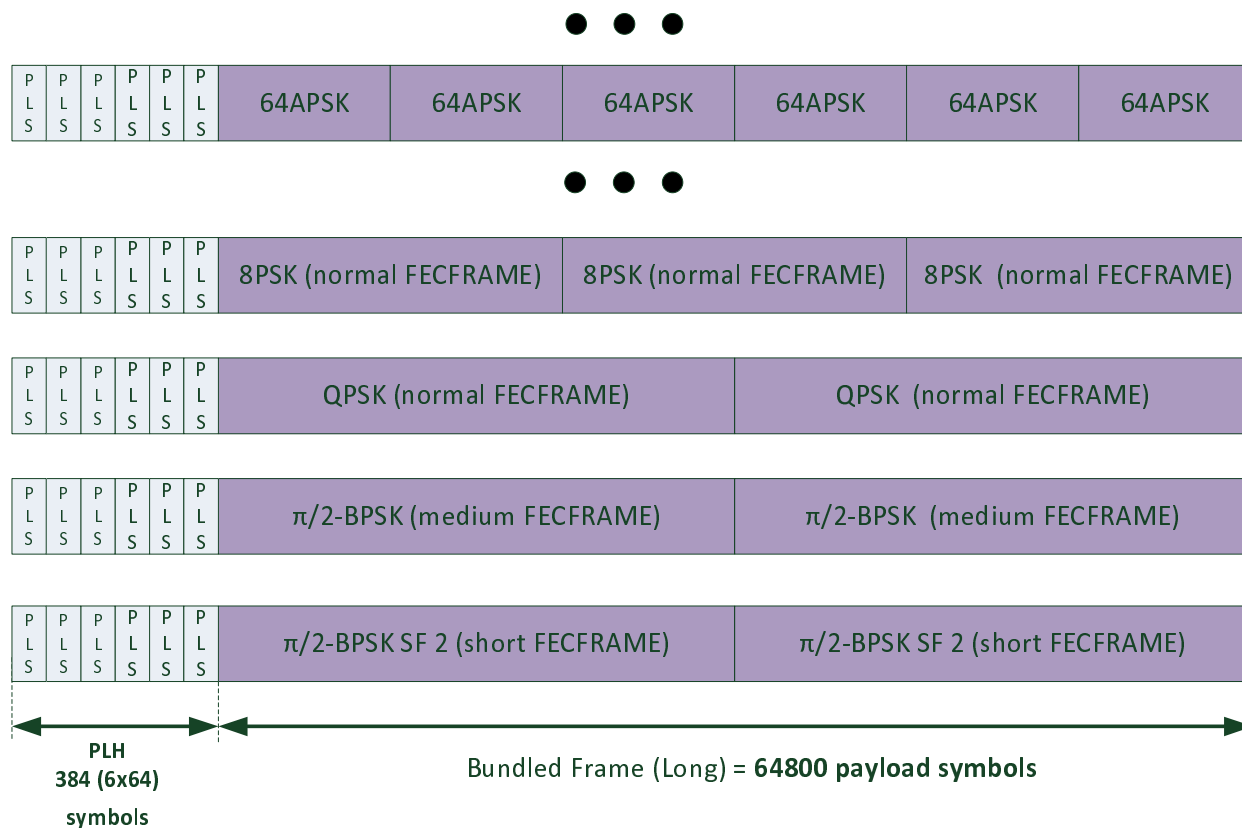 P P P P P P
L L L L L L
S S S S S S
64APSK 64APSK 64APSK 64APSK 64APSK 64APSK
P P P P P P
L L L L L L
S S S S S S
8PSK (normal FECFRAME) 8PSK (normal FECFRAME) 8PSK (normal FECFRAME)
P P P P P P
L L L L L L
S S S S S S
QPSK (normal FECFRAME) QPSK (normal FECFRAME)
P P P P P P
L L L L L L
S S S S S S
π/2-BPSK (medium FECFRAME) π/2-BPSK (medium FECFRAME)
P P P P P P
L L L L L L
S S S S S S
π/2-BPSK SF 2 (short FECFRAME) π/2-BPSK SF 2 (short FECFRAME)
PLH
384 (6x64)
symbols
Bundled Frame (Long) = 64800 payload symbols